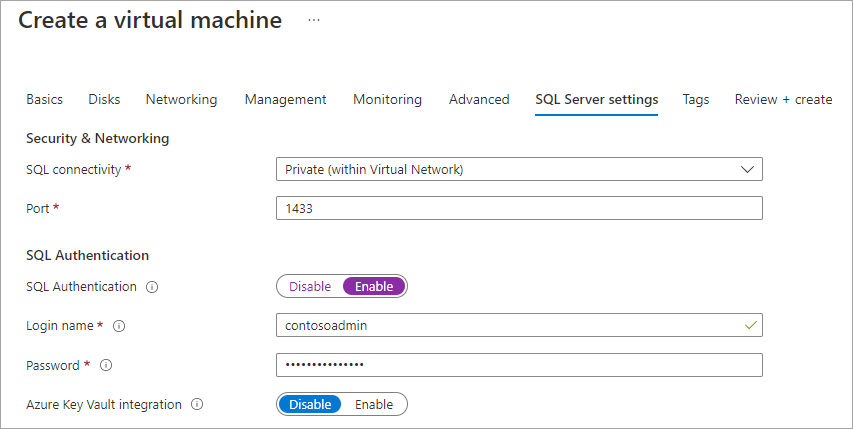 Create a virtual machine ...
Basics Disks Networking Management Monitoring Advanced SQL Server settings Tags Review + create
Security & Networking
SQL connectivity * Private (within Virtual Network)
Port * 1433
SQL Authentication
SQL Authentication Disable Enable
Login name * contosoadmin
Password * •••••••••••••••
Azure Key Vault integration Disable Enable